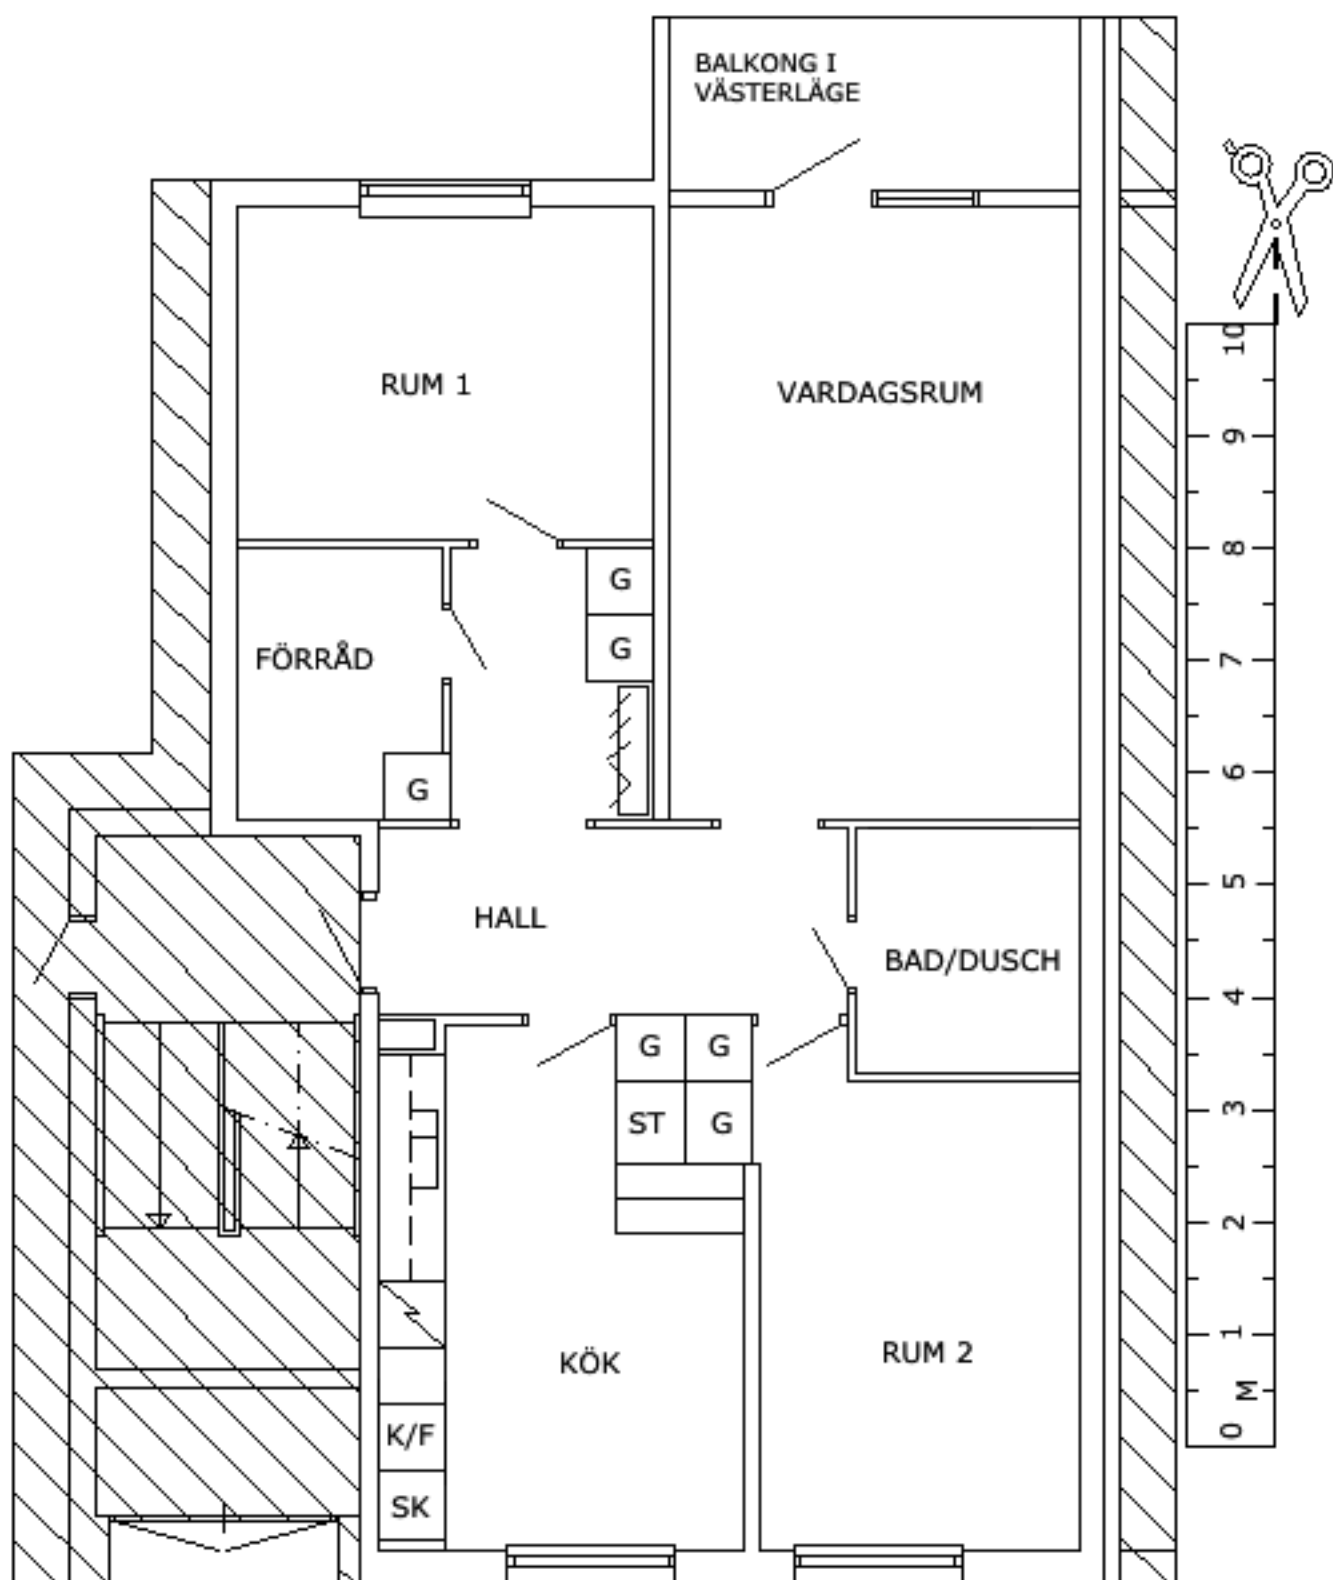 BALKONG I
VÄSTERLÄGE
RUM 1
VARDAGSRUM
G
G
FÖRRÅD
G
HALL
BAD/DUSCH
G G
ST G
KÖK
RUM 2
K/F
SK
10
9
8
7
6
5
4
3
2
1
M
0